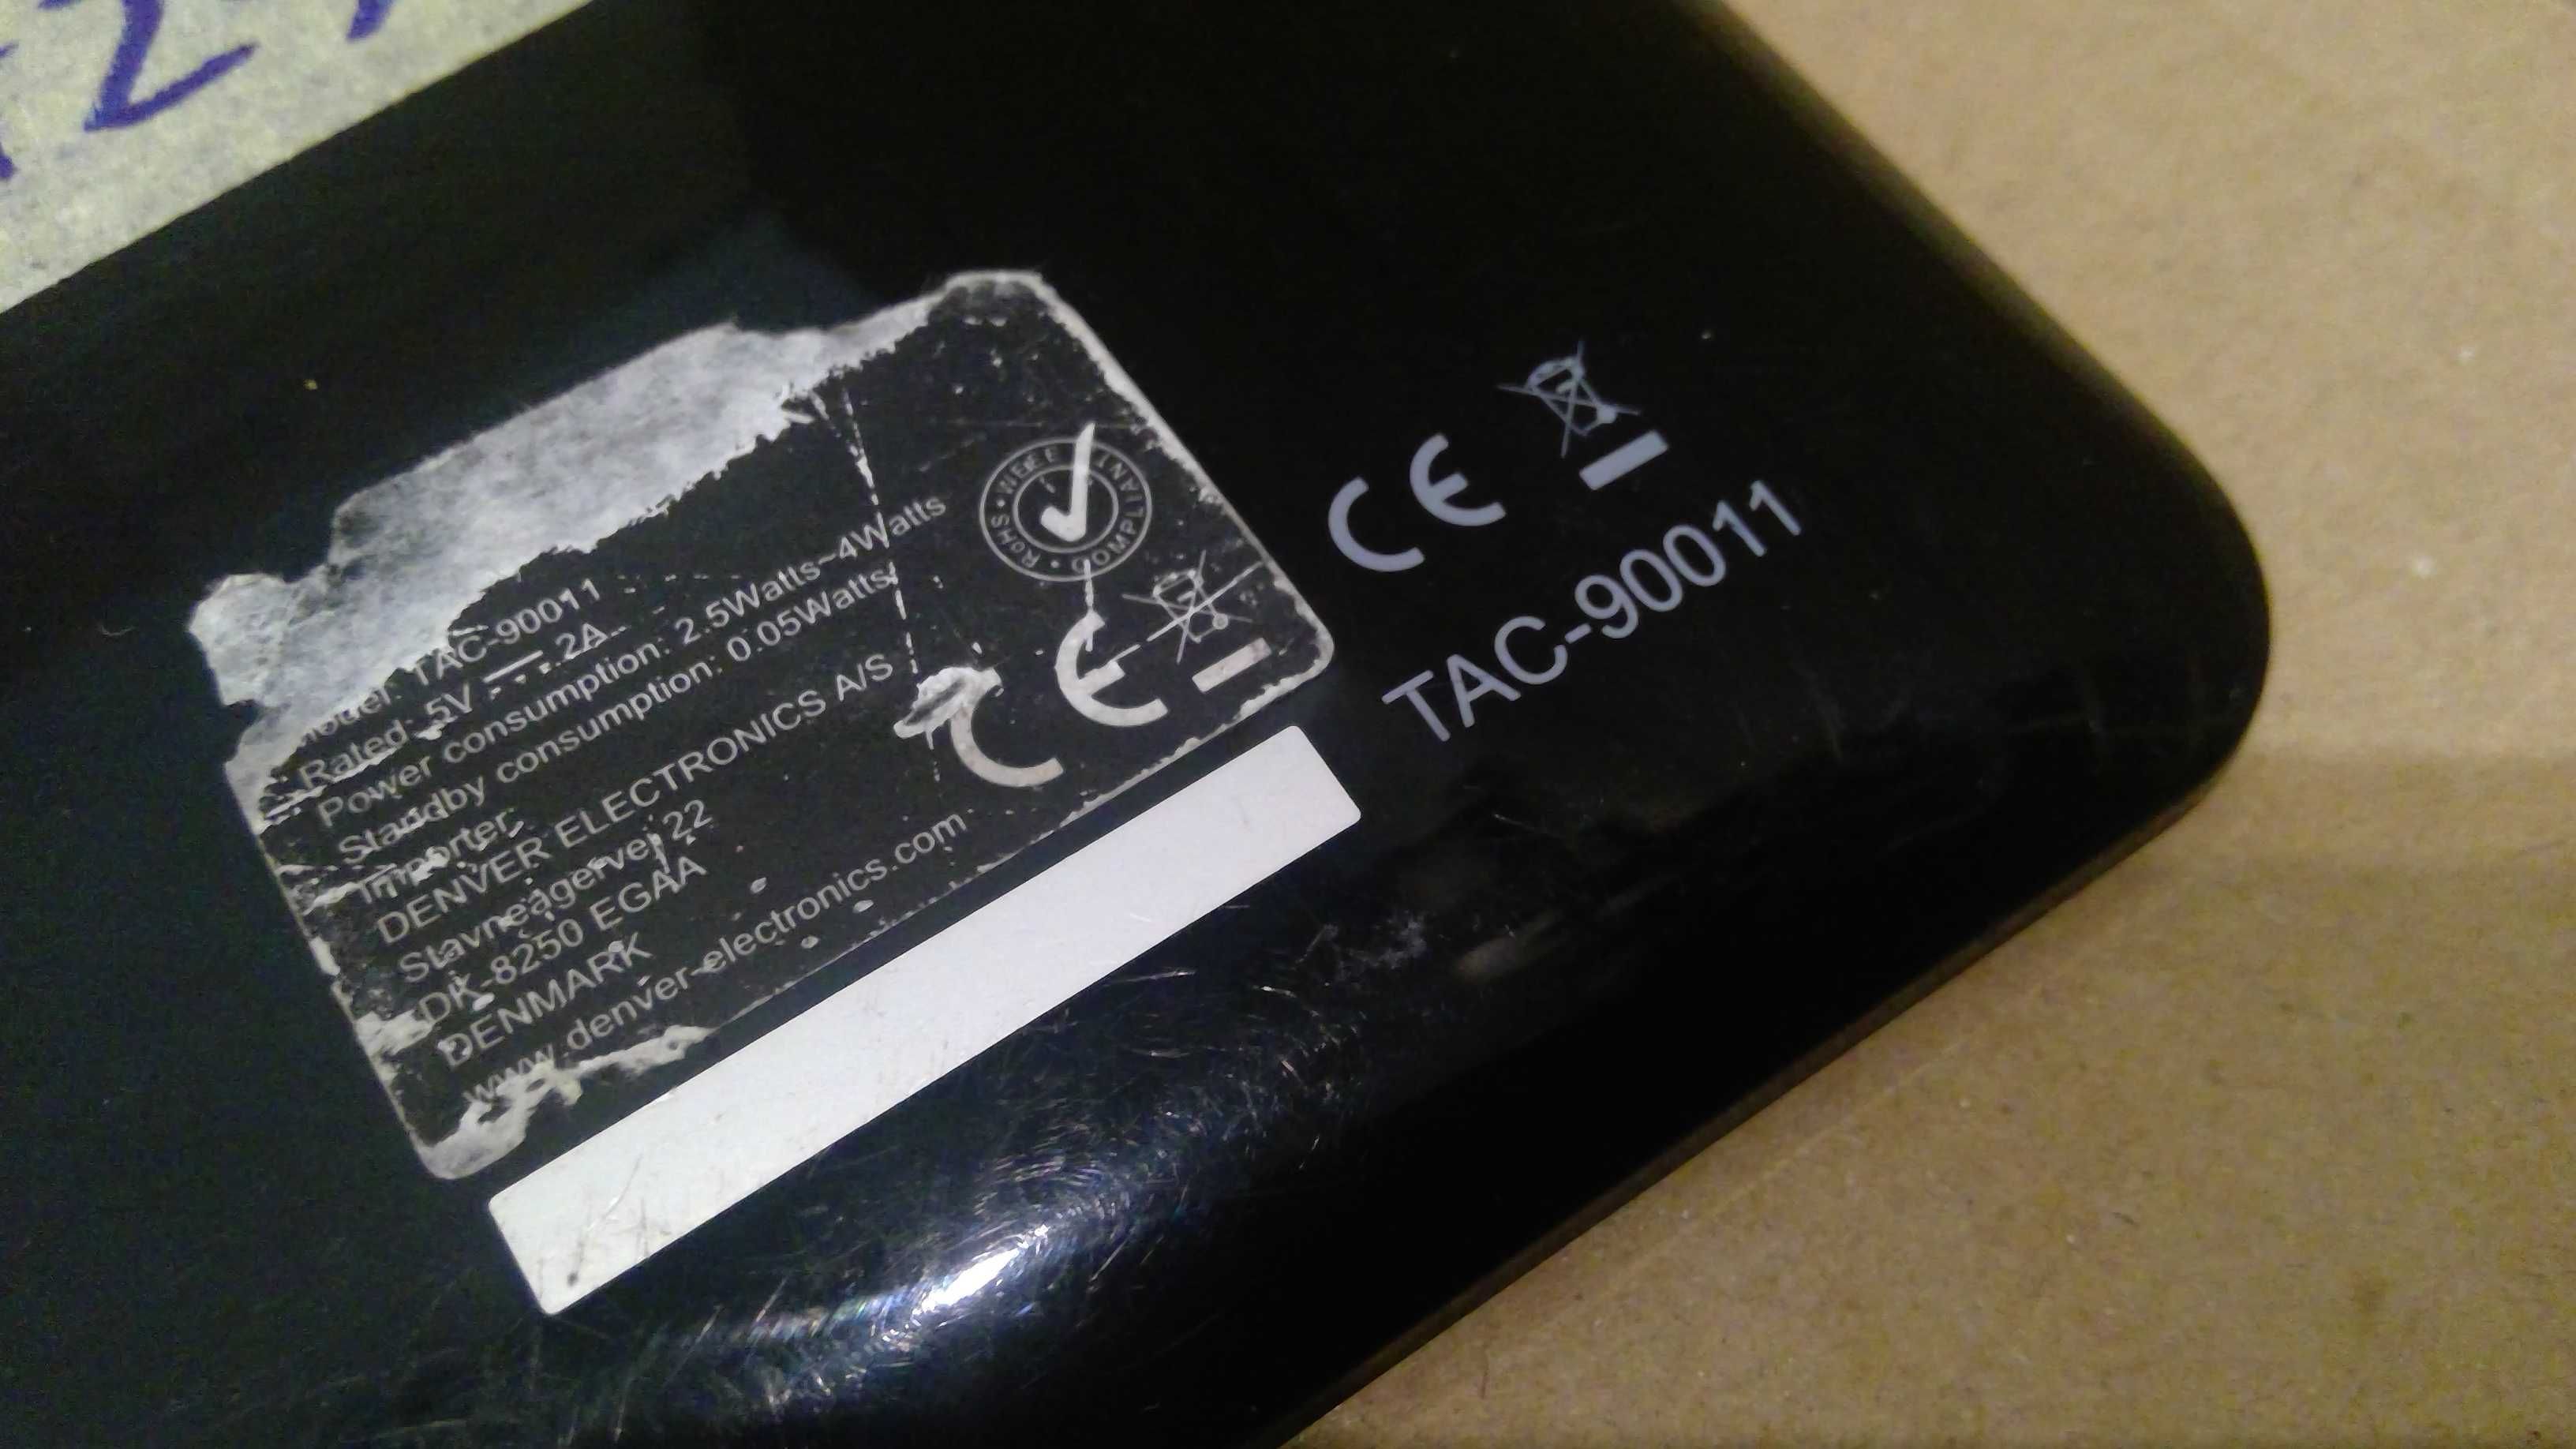 Model: TAC-90011
Rated: 5V 2A
Power consumption: 2.5Watts~4Watts
Standby consumption: 0.05Watts
Importer:
DENVER ELECTRONICS A/S
Stavneagervej 22
DK-8250 EGAA
DENMARK
www.denver-electronics.com
RoHS • WEEE COMPLIANT
CE
CE
TAC-90011